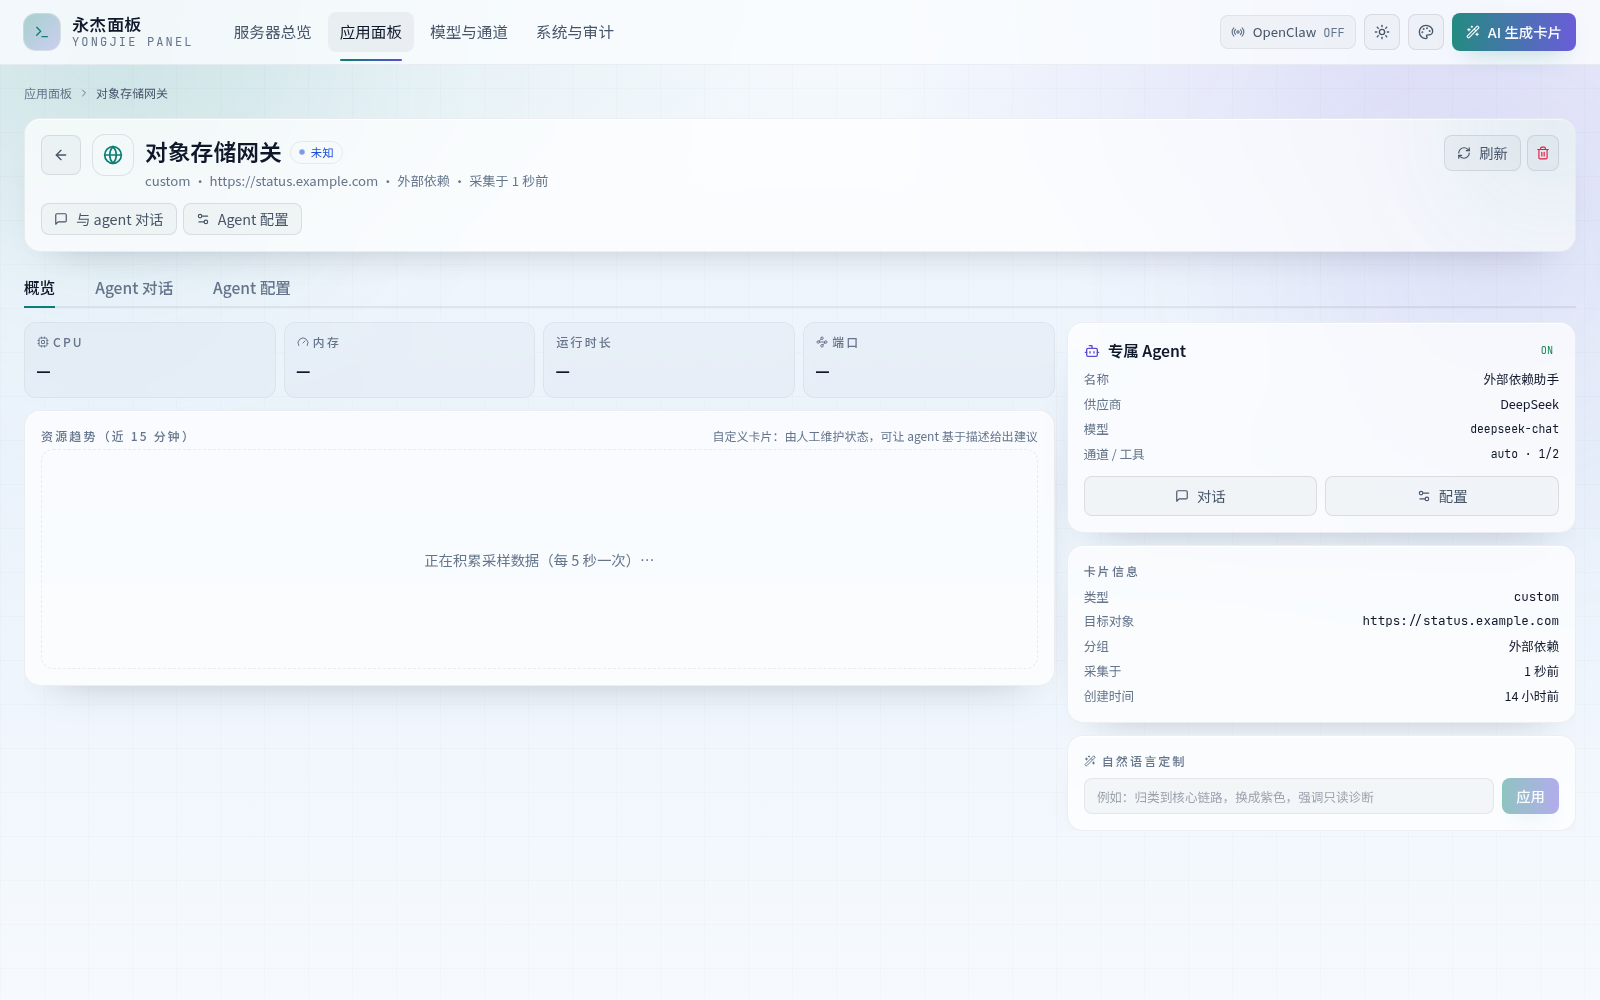 永杰面板
YONGJIE PANEL
服务器总览
应用面板
模型与通道
系统与审计
OpenClaw OFF
AI 生成卡片
应用面板 > 对象存储网关
对象存储网关
未知
custom • https://status.example.com • 外部依赖 • 采集于 1 秒前
刷新
与 agent 对话
Agent 配置
概览
Agent 对话
Agent 配置
CPU
—
内存
—
运行时长
—
端口
—
资源趋势（近 15 分钟）
自定义卡片：由人工维护状态，可让 agent 基于描述给出建议
正在积累采样数据（每 5 秒一次）…
专属 Agent
ON
名称 外部依赖助手
供应商 DeepSeek
模型 deepseek-chat
通道 / 工具 auto · 1/2
对话
配置
卡片信息
类型 custom
目标对象 https://status.example.com
分组 外部依赖
采集于 1 秒前
创建时间 14 小时前
自然语言定制
例如：归类到核心链路，换成紫色，强调只读诊断
应用